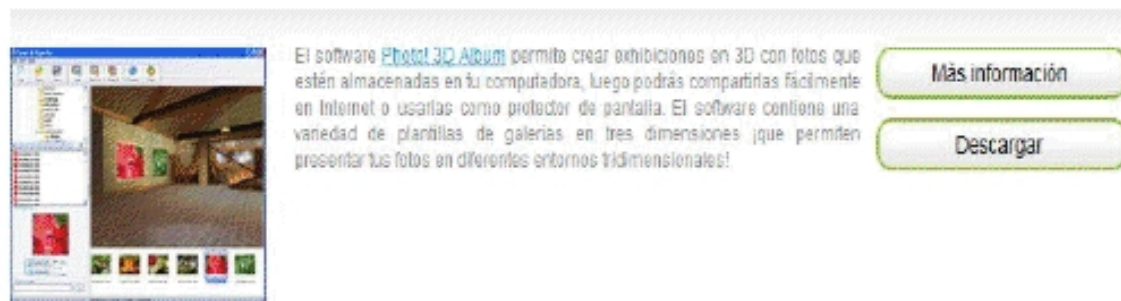 El software Photo! 3D Album permite crear exhibiciones en 3D con fotos que
estén almacenadas en tu computadora, luego podrás compartirlas fácilmente
en Internet o usarlas como protector de pantalla. El software contiene una
variedad de plantillas de galerías en tres dimensiones ¡que permiten
presentar tus fotos en diferentes entornos tridimensionales!
Más información
Descargar